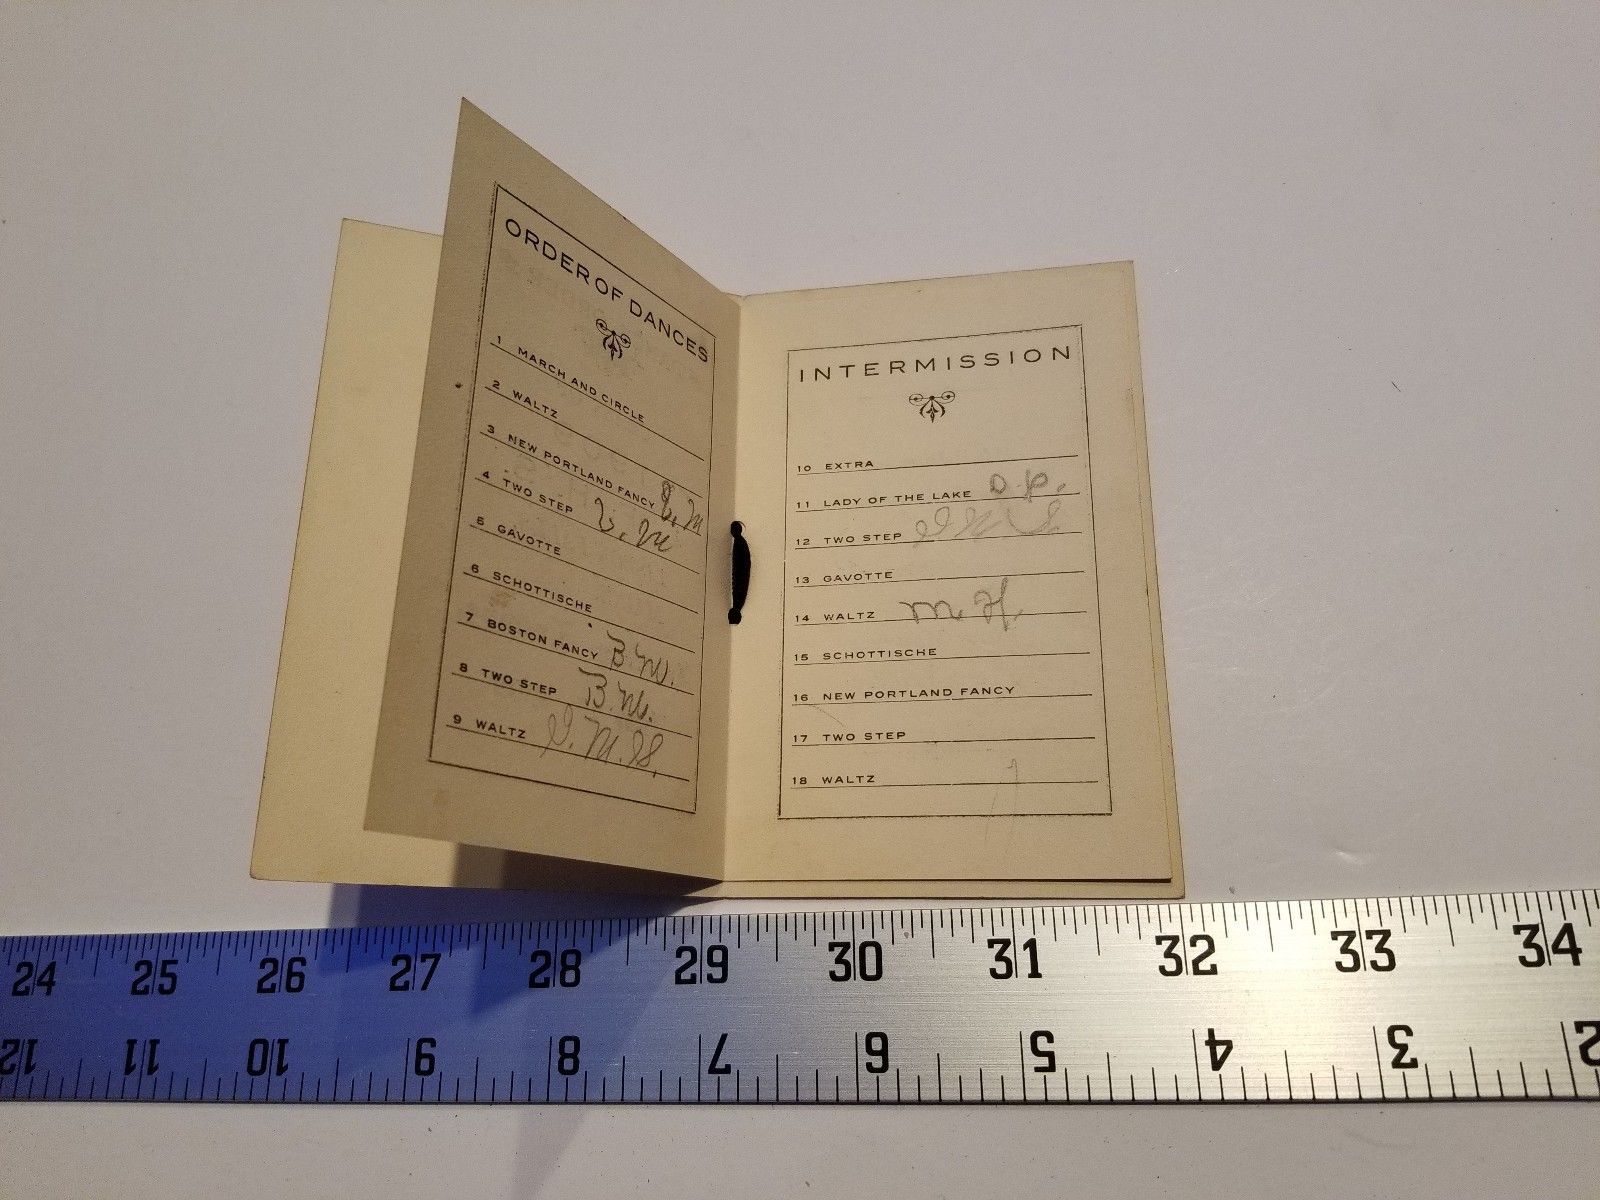 ORDER OF DANCES
1 MARCH AND CIRCLE
2 WALTZ
3 NEW PORTLAND FANCY
4 TWO STEP
5 GAVOTTE
6 SCHOTTISCHE
7 BOSTON FANCY B.M.
8 TWO STEP B.M.
9 WALTZ
INTERMISSION
10 EXTRA
11 LADY OF THE LAKE O.P.
12 TWO STEP
13 GAVOTTE
14 WALTZ M.H.
15 SCHOTTISCHE
16 NEW PORTLAND FANCY
17 TWO STEP
18 WALTZ
24 25 26 27 28 29 30 31 32 33 34
12 11 10 9 8 7 6 5 4 3 2